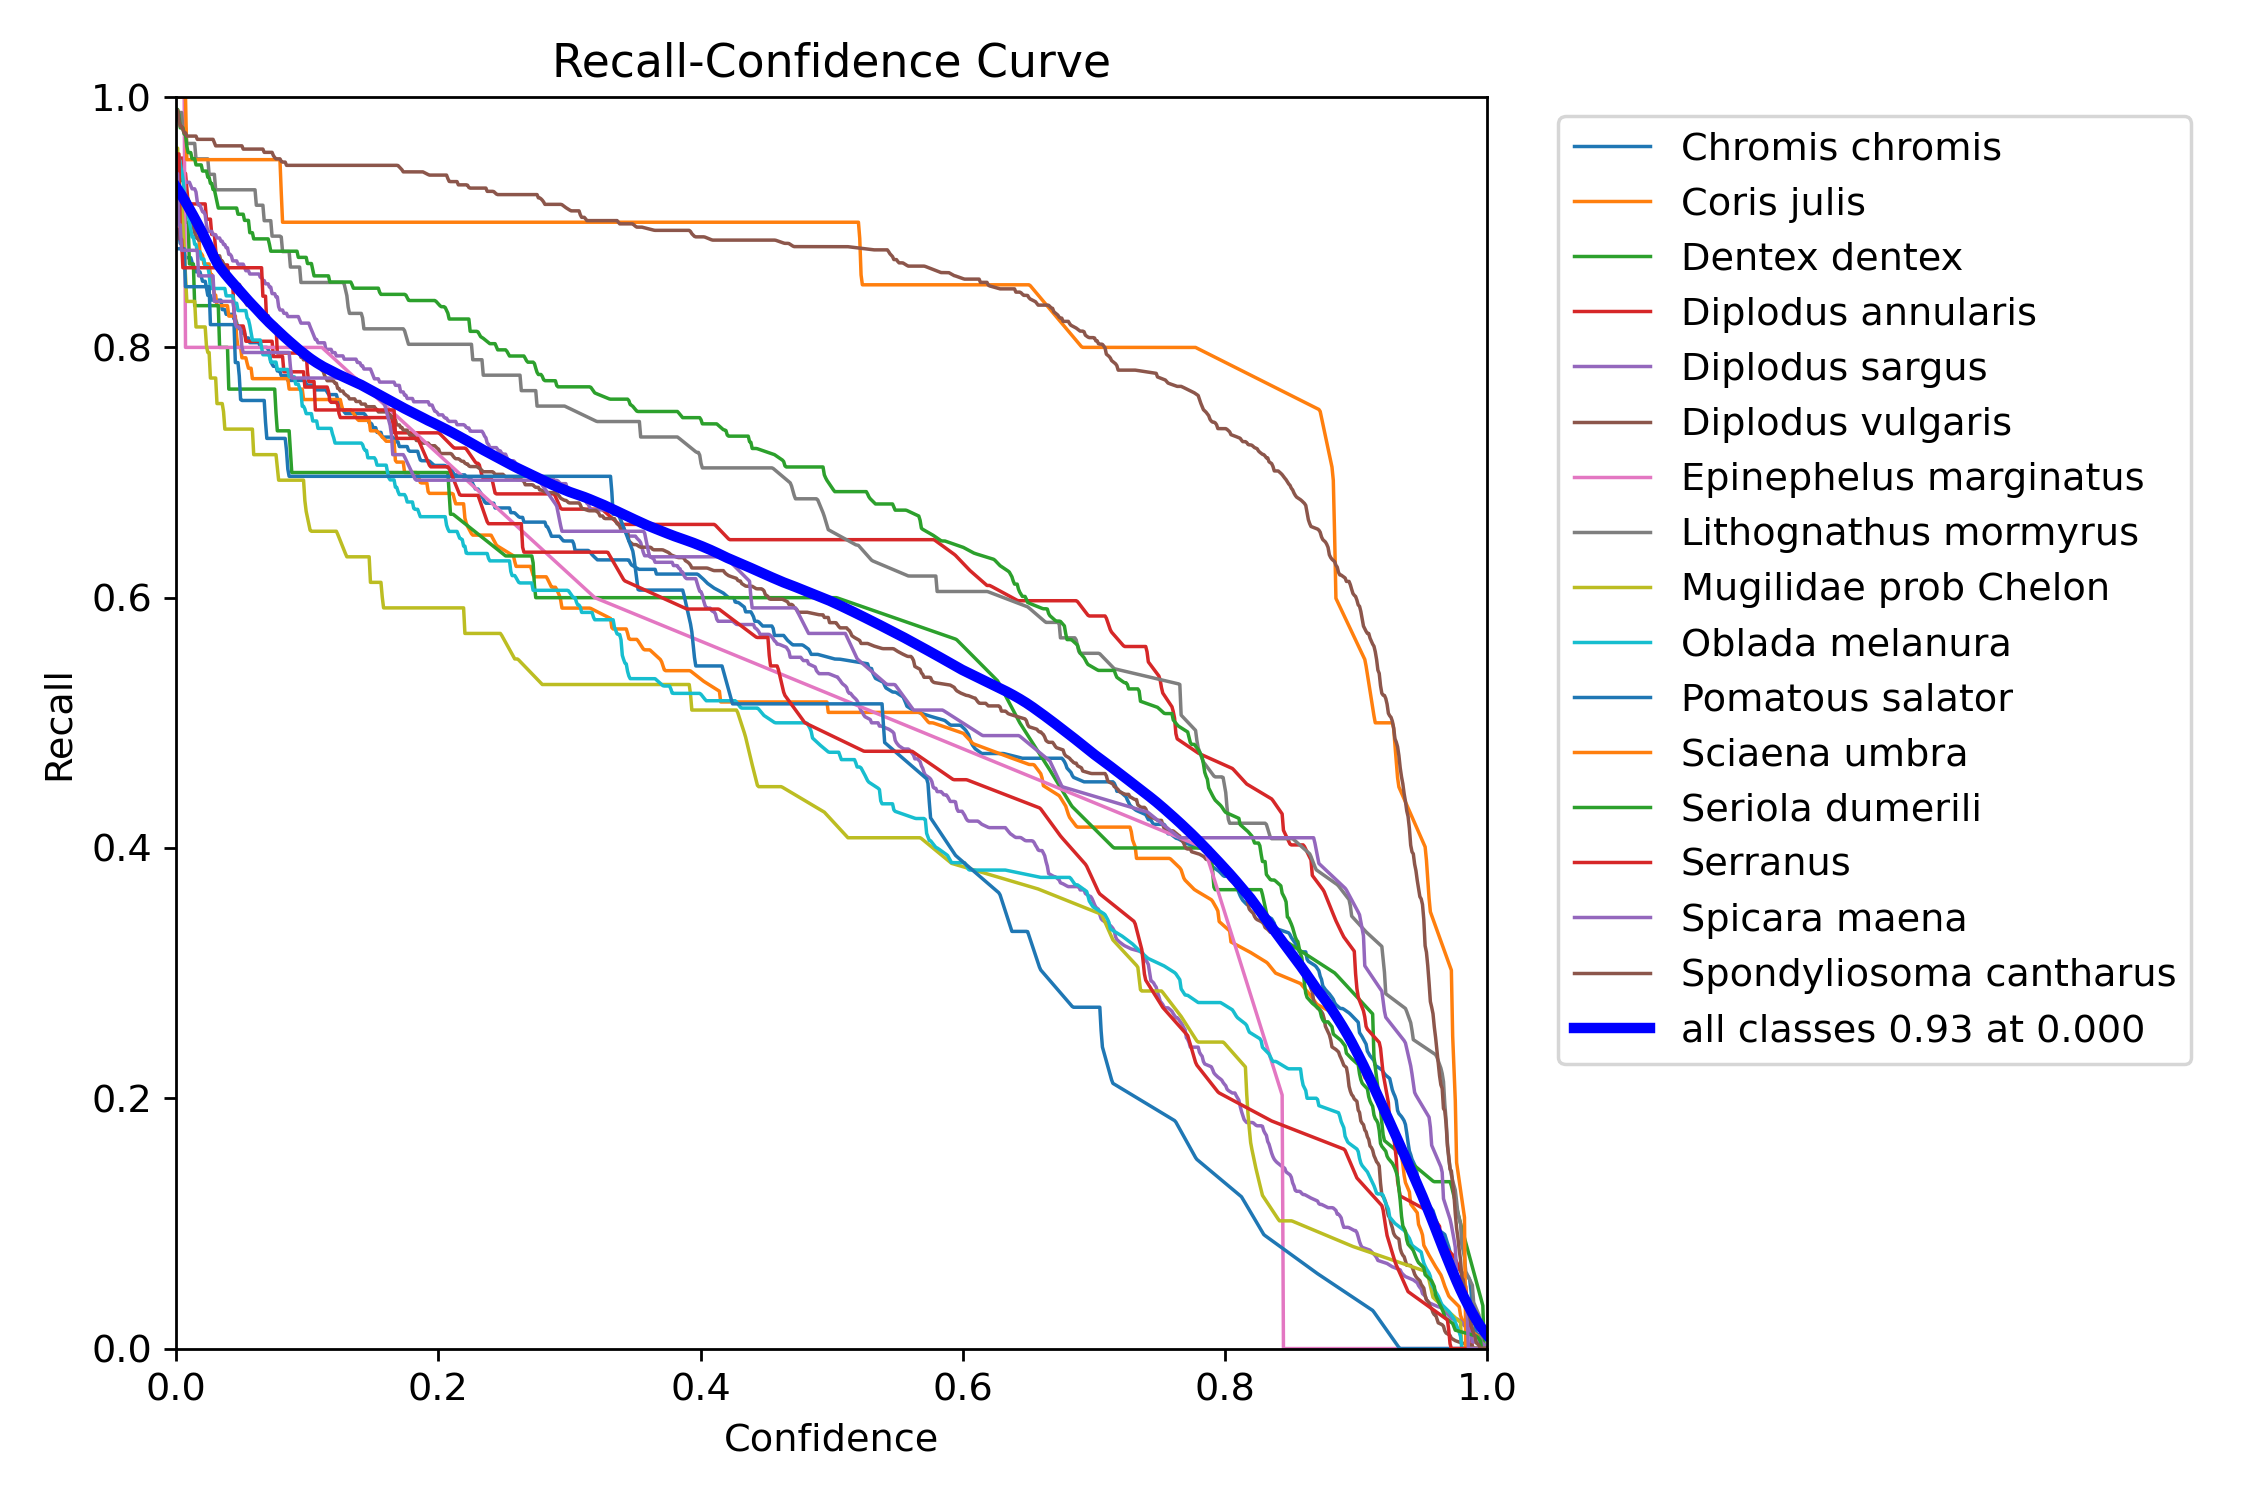 Recall-Confidence Curve
1.0
0.8
0.6
0.4
0.2
0.0
Recall
0.0 0.2 0.4 0.6 0.8 1.0
Confidence
Chromis chromis
Coris julis
Dentex dentex
Diplodus annularis
Diplodus sargus
Diplodus vulgaris
Epinephelus marginatus
Lithognathus mormyrus
Mugilidae prob Chelon
Oblada melanura
Pomatous salator
Sciaena umbra
Seriola dumerili
Serranus
Spicara maena
Spondyliosoma cantharus
all classes 0.93 at 0.000